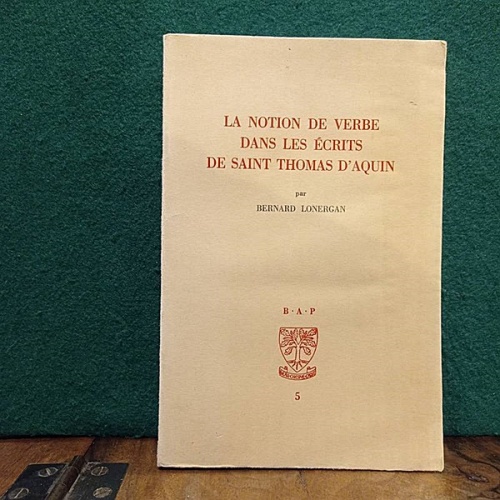 LA NOTION DE VERBE
DANS LES ÉCRITS
DE SAINT THOMAS D'AQUIN
par
BERNARD LONERGAN
B·A·P
5